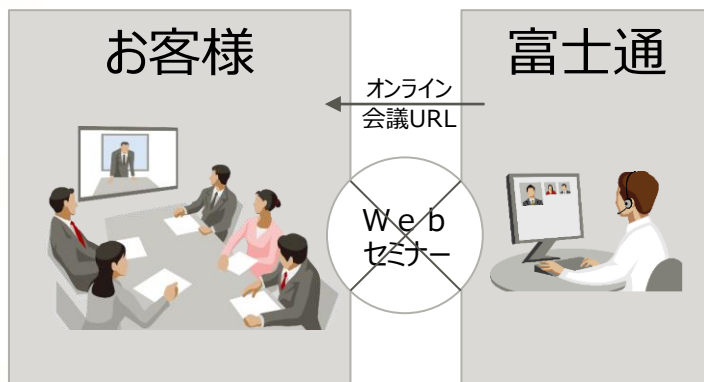 お客様
富士通
オンライン
会議URL
Ｗｅｂ
セミナー